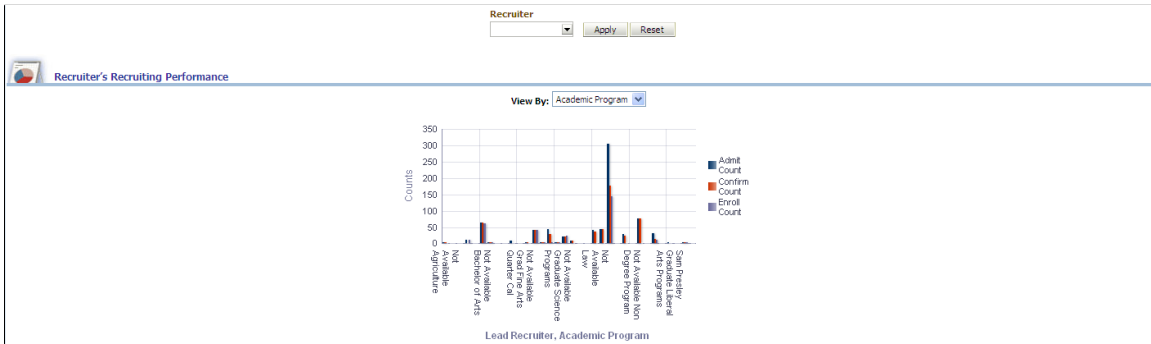 Recruiter
Apply
Reset
Recruiter's Recruiting Performance
View By: Academic Program
350
300
250
200
150
100
50
0
Counts
Admit
Count
Confirm
Count
Enroll
Count
Agriculture
Available
Not
Bachelor of Arts
Not Available
Quarter Cal
Grad Fine Arts
Not Available
Programs
Graduate Science
Not Available
Law
Available
Not
Degree Program
Not Available Non
Arts Programs
Graduate Liberal
Sam Presley
Lead Recruiter, Academic Program